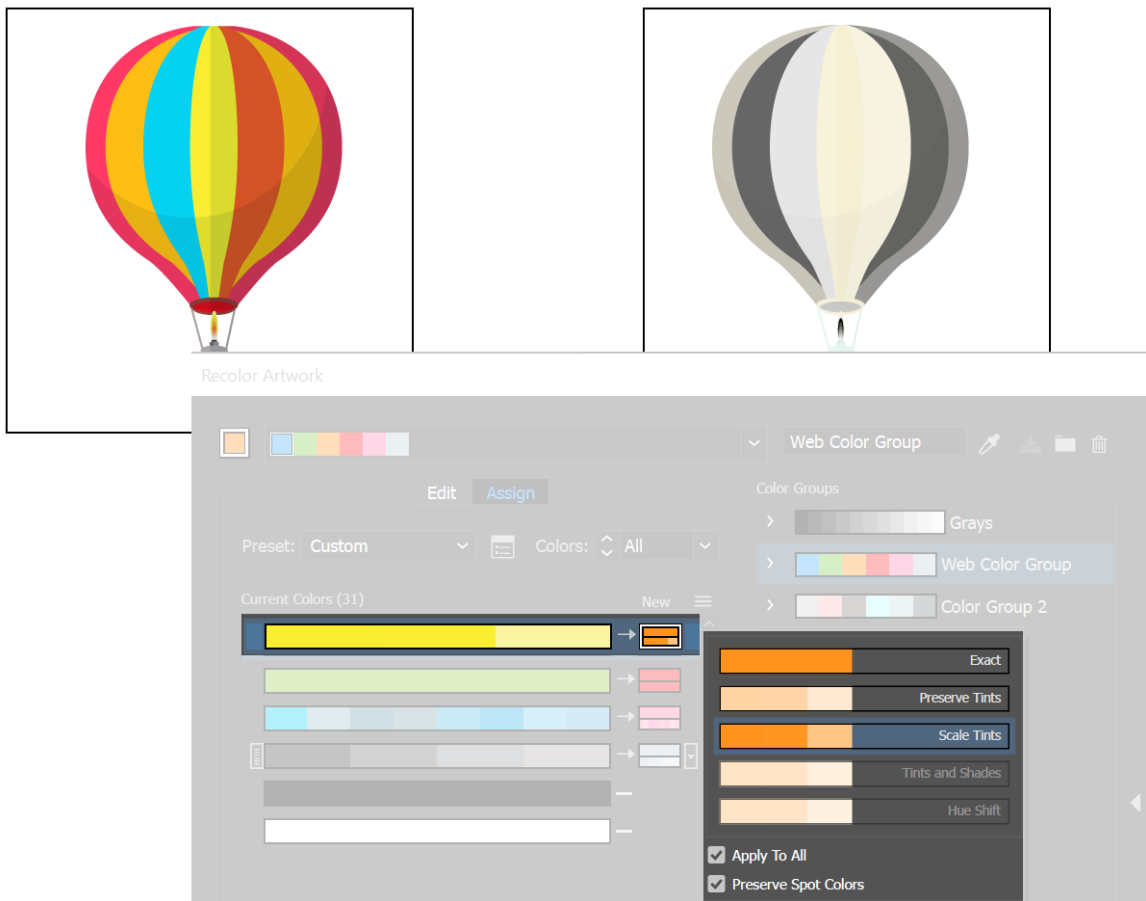 Recolor Artwork
Web Color Group
Edit Assign
Color Groups
Preset: Custom Colors: All
Grays
Web Color Group
Current Colors (31) New
Color Group 2
Exact
Preserve Tints
Scale Tints
Tints and Shades
Hue Shift
Apply To All
Preserve Spot Colors